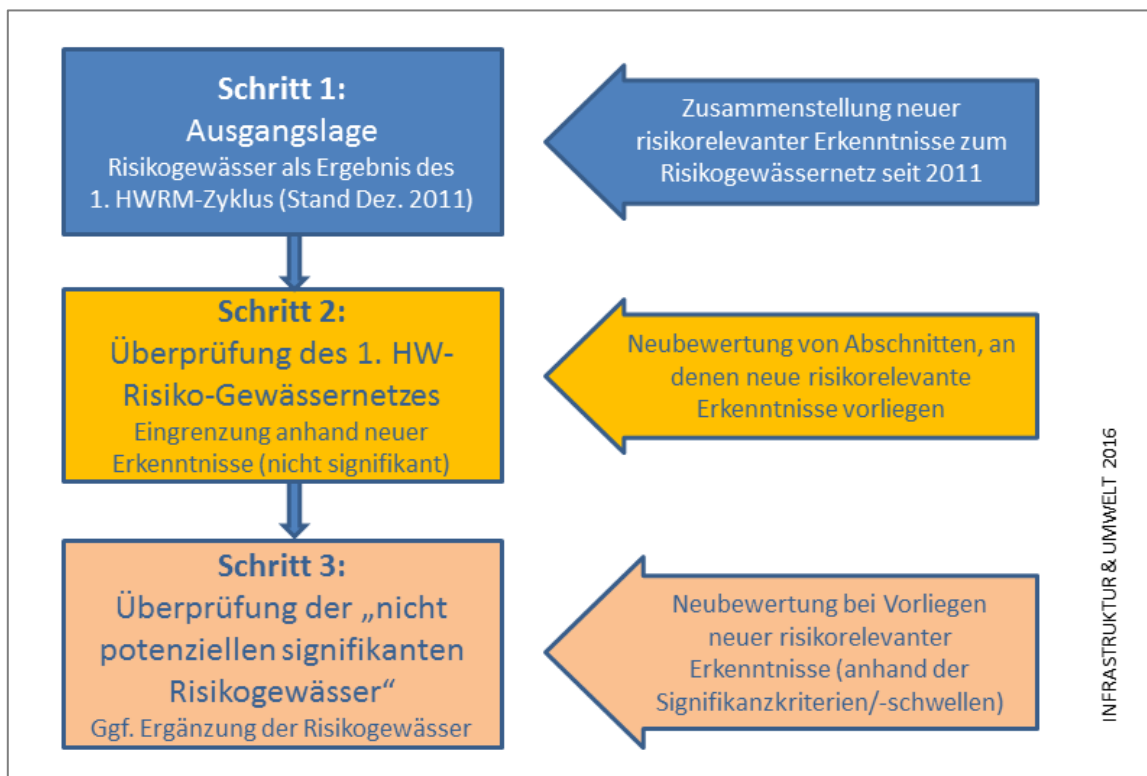 Schritt 1:
Ausgangslage
Risikogewässer als Ergebnis des
1. HWRM-Zyklus (Stand Dez. 2011)
Zusammenstellung neuer
risikorelevanter Erkenntnisse zum
Risikogewässernetz seit 2011
Schritt 2:
Überprüfung des 1. HW-
Risiko-Gewässernetzes
Eingrenzung anhand neuer
Erkenntnisse (nicht signifikant)
Neubewertung von Abschnitten, an
denen neue risikorelevante
Erkenntnisse vorliegen
Schritt 3:
Überprüfung der „nicht
potenziellen signifikanten
Risikogewässer“
Ggf. Ergänzung der Risikogewässer
Neubewertung bei Vorliegen
neuer risikorelevanter
Erkenntnisse (anhand der
Signifikanzkriterien/-schwellen)
INFRASTRUKTUR & UMWELT 2016